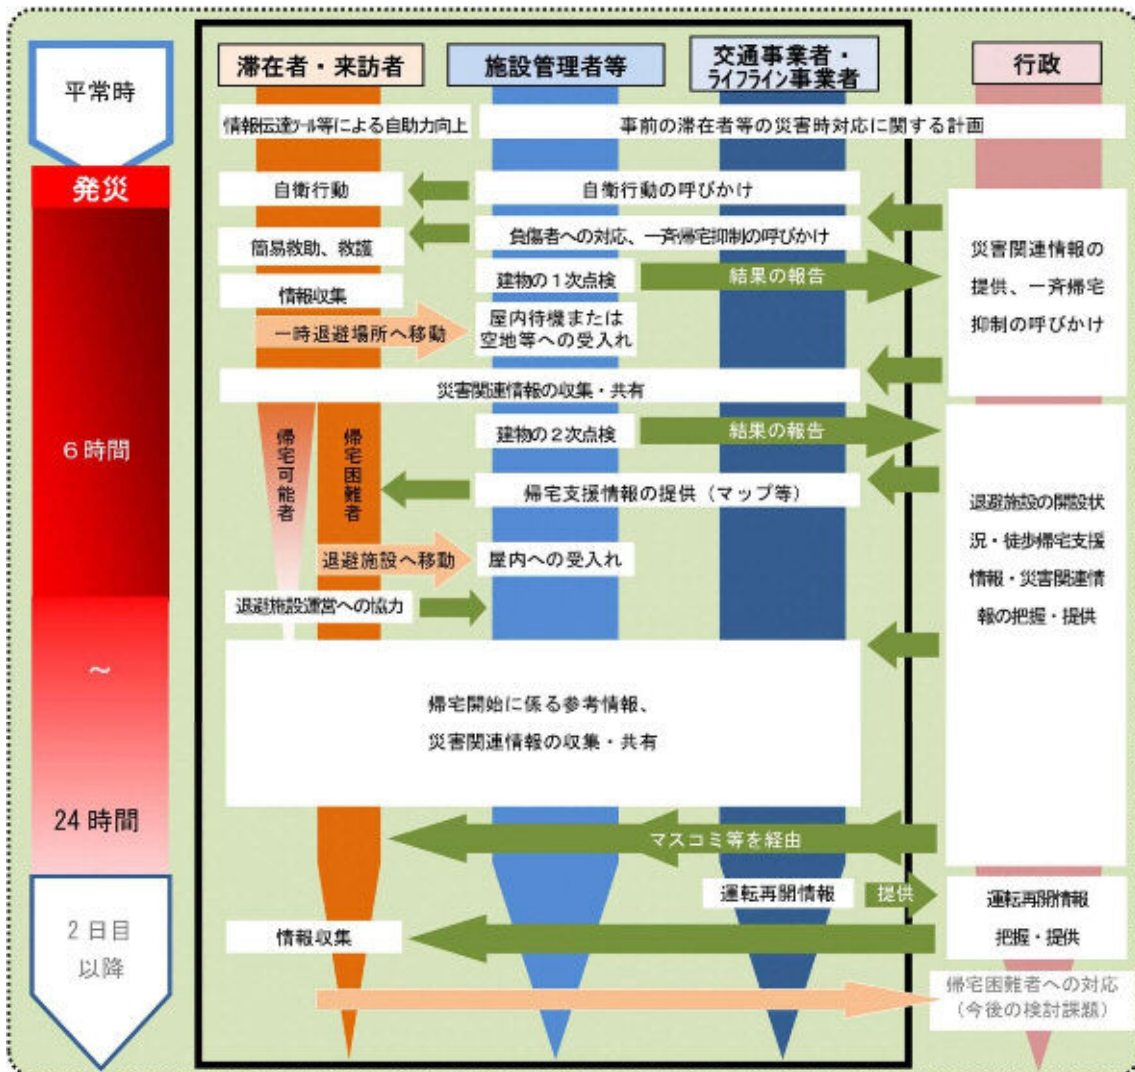 平常時
滞在者・来訪者
施設管理者等
交通事業者・
ライフライン事業者
行政
情報伝達ツール等による自助力向上
事前の滞在者等の災害時対応に関する計画
発災
自衛行動
自衛行動の呼びかけ
簡易救助、救護
負傷者への対応、一斉帰宅抑制の呼びかけ
災害関連情報の
提供、一斉帰宅
抑制の呼びかけ
情報収集
建物の1次点検
結果の報告
一時退避場所へ移動
屋内待機または
空地等への受入れ
災害関連情報の収集・共有
6時間
帰宅可能者
帰宅困難者
建物の2次点検
結果の報告
帰宅支援情報の提供（マップ等）
退避施設の開設状
況・徒歩帰宅支援
情報・災害関連情
報の把握・提供
退避施設へ移動
屋内への受入れ
退避施設運営への協力
～
帰宅開始に係る参考情報、
災害関連情報の収集・共有
24時間
マスコミ等を経由
2日目
以降
運転再開情報
提供
運転再開情報
把握・提供
情報収集
帰宅困難者への対応
（今後の検討課題）